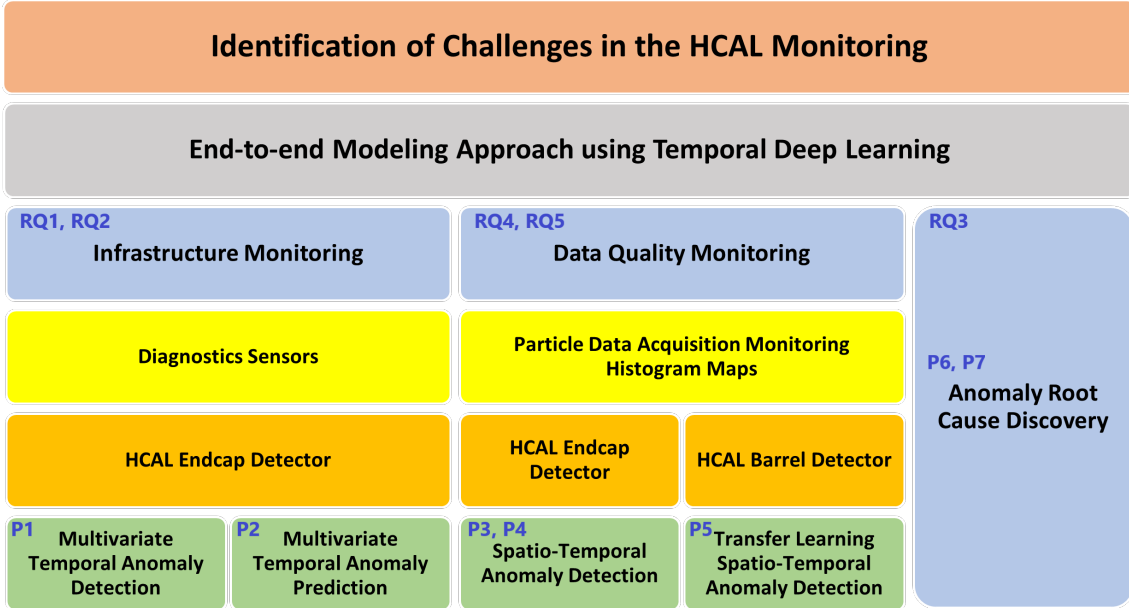 Identification of Challenges in the HCAL Monitoring
End-to-end Modeling Approach using Temporal Deep Learning
RQ1, RQ2
Infrastructure Monitoring
RQ4, RQ5
Data Quality Monitoring
RQ3
Diagnostics Sensors
Particle Data Acquisition Monitoring
Histogram Maps
P6, P7
Anomaly Root
Cause Discovery
HCAL Endcap Detector
HCAL Endcap
Detector
HCAL Barrel Detector
P1
Multivariate
Temporal Anomaly
Detection
P2
Multivariate
Temporal Anomaly
Prediction
P3, P4
Spatio-Temporal
Anomaly Detection
P5
Transfer Learning
Spatio-Temporal
Anomaly Detection